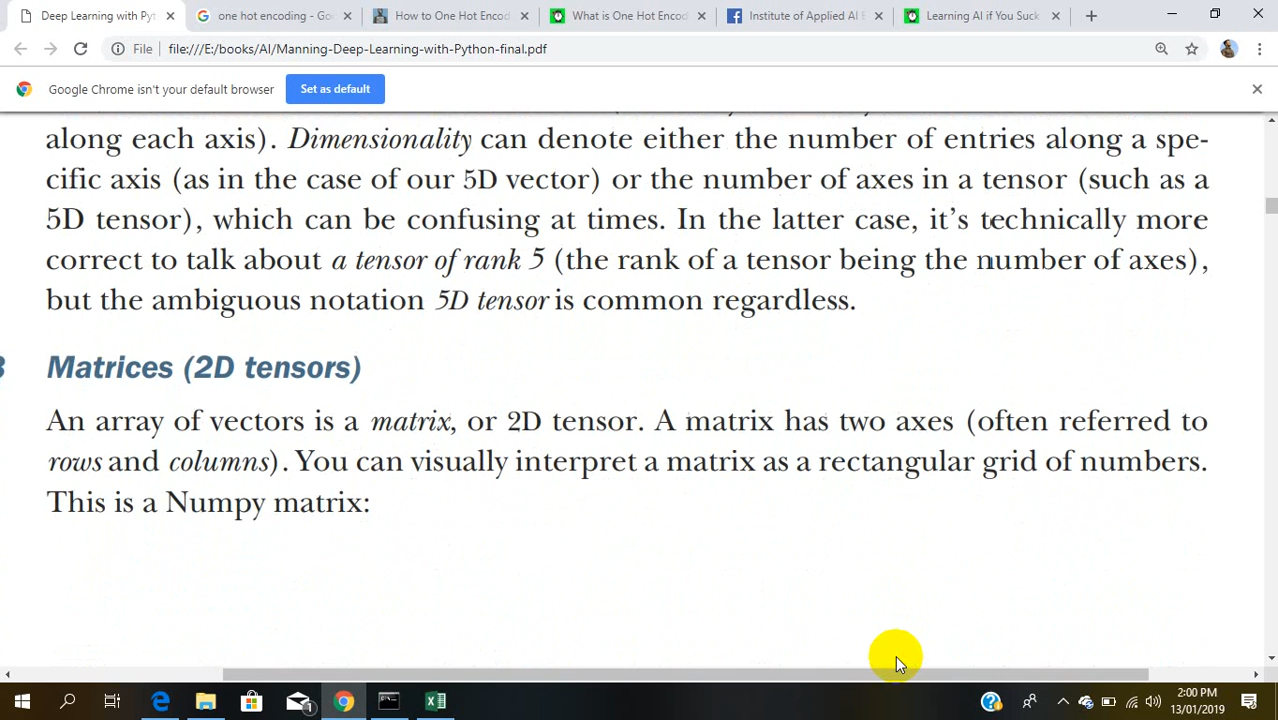 Deep Learning with Pyt
one hot encoding - Go
How to One Hot Encod
What is One Hot Encod
Institute of Applied AI
Learning AI if You Suck
File
file:///E:/books/AI/Manning-Deep-Learning-with-Python-final.pdf
Google Chrome isn't your default browser
Set as default
along each axis). Dimensionality can denote either the number of entries along a spe-
cific axis (as in the case of our 5D vector) or the number of axes in a tensor (such as a
5D tensor), which can be confusing at times. In the latter case, it's technically more
correct to talk about a tensor of rank 5 (the rank of a tensor being the number of axes),
but the ambiguous notation 5D tensor is common regardless.
Matrices (2D tensors)
An array of vectors is a matrix, or 2D tensor. A matrix has two axes (often referred to
rows and columns). You can visually interpret a matrix as a rectangular grid of numbers.
This is a Numpy matrix:
2:00 PM
13/01/2019